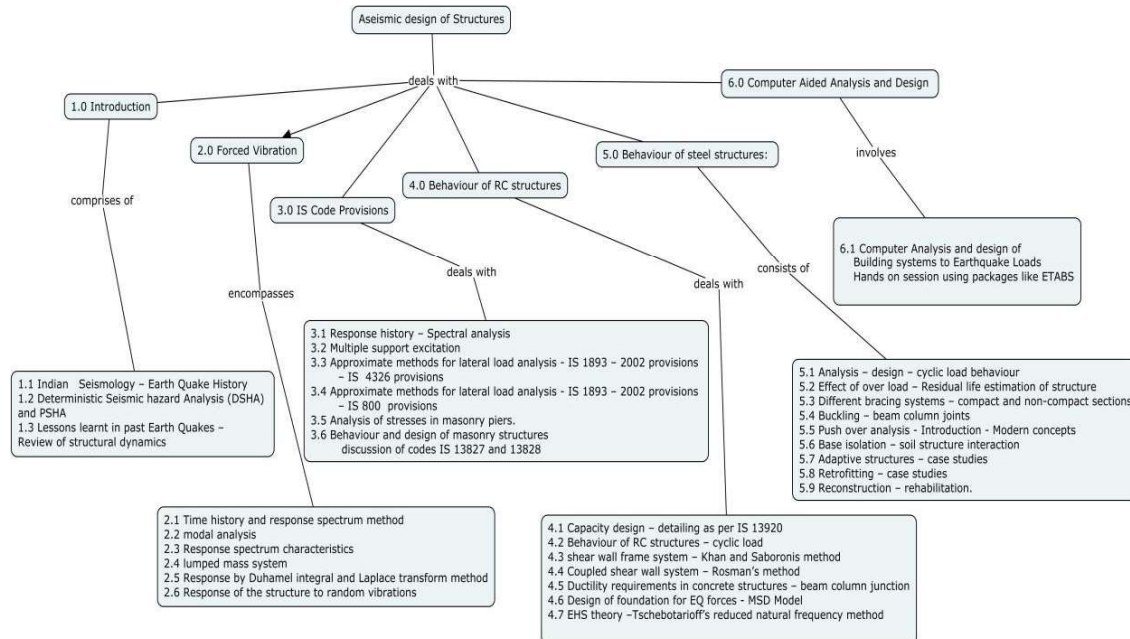 Aseismic design of Structures
deals with
6.0 Computer Aided Analysis and Design
1.0 Introduction
2.0 Forced Vibration
5.0 Behaviour of steel structures:
involves
4.0 Behaviour of RC structures
comprises of
3.0 IS Code Provisions
6.1 Computer Analysis and design of
Building systems to Earthquake Loads
Hands on session using packages like ETABS
deals with
consists of
deals with
encompasses
3.1 Response history – Spectral analysis
3.2 Multiple support excitation
3.3 Approximate methods for lateral load analysis - IS 1893 – 2002 provisions
– IS 4326 provisions
3.4 Approximate methods for lateral load analysis - IS 1893 – 2002 provisions
– IS 800 provisions
3.5 Analysis of stresses in masonry piers.
3.6 Behaviour and design of masonry structures
discussion of codes IS 13827 and 13828
1.1 Indian Seismology – Earth Quake History
1.2 Deterministic Seismic hazard Analysis (DSHA)
and PSHA
1.3 Lessons learnt in past Earth Quakes –
Review of structural dynamics
5.1 Analysis – design – cyclic load behaviour
5.2 Effect of over load – Residual life estimation of structure
5.3 Different bracing systems – compact and non-compact sections
5.4 Buckling – beam column joints
5.5 Push over analysis - Introduction - Modern concepts
5.6 Base isolation – soil structure interaction
5.7 Adaptive structures – case studies
5.8 Retrofitting – case studies
5.9 Reconstruction – rehabilitation.
2.1 Time history and response spectrum method
2.2 modal analysis
2.3 Response spectrum characteristics
2.4 lumped mass system
2.5 Response by Duhamel integral and Laplace transform method
2.6 Response of the structure to random vibrations
4.1 Capacity design – detailing as per IS 13920
4.2 Behaviour of RC structures – cyclic load
4.3 shear wall frame system – Khan and Saboronis method
4.4 Coupled shear wall system – Rosman's method
4.5 Ductility requirements in concrete structures – beam column junction
4.6 Design of foundation for EQ forces - MSD Model
4.7 EHS theory –Tschebotarioff's reduced natural frequency method